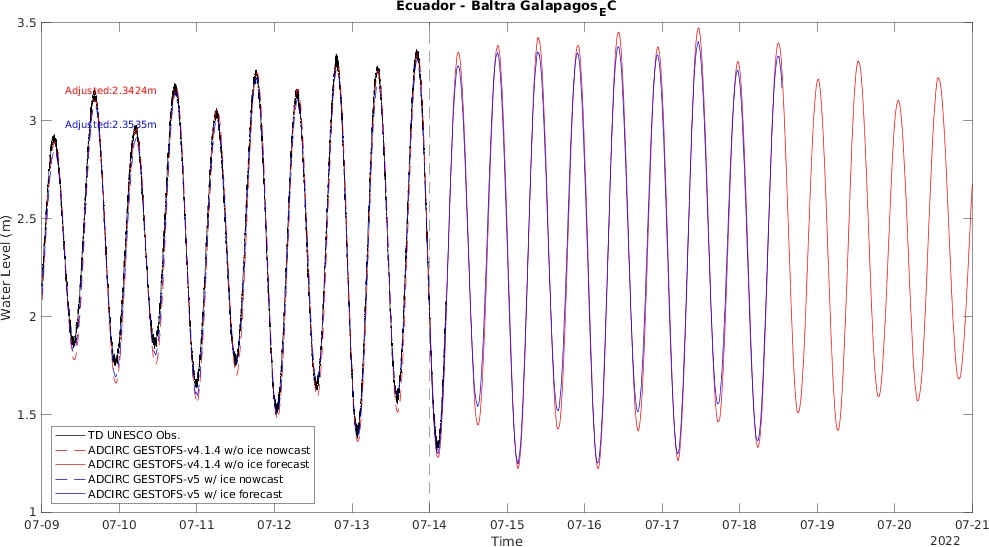 Ecuador - Baltra Galapagos_EC
3.5
Adjusted:2.3424m
3
Adjusted:2.3535m
2.5
Water Level (m)
2
1.5
TD UNESCO Obs.
ADCIRC GESTOFS-v4.1.4 w/o ice nowcast
ADCIRC GESTOFS-v4.1.4 w/o ice forecast
ADCIRC GESTOFS-v5 w/ ice nowcast
ADCIRC GESTOFS-v5 w/ ice forecast
1
07-09 07-10 07-11 07-12 07-13 07-14 07-15 07-16 07-17 07-18 07-19 07-20 07-21
Time
2022